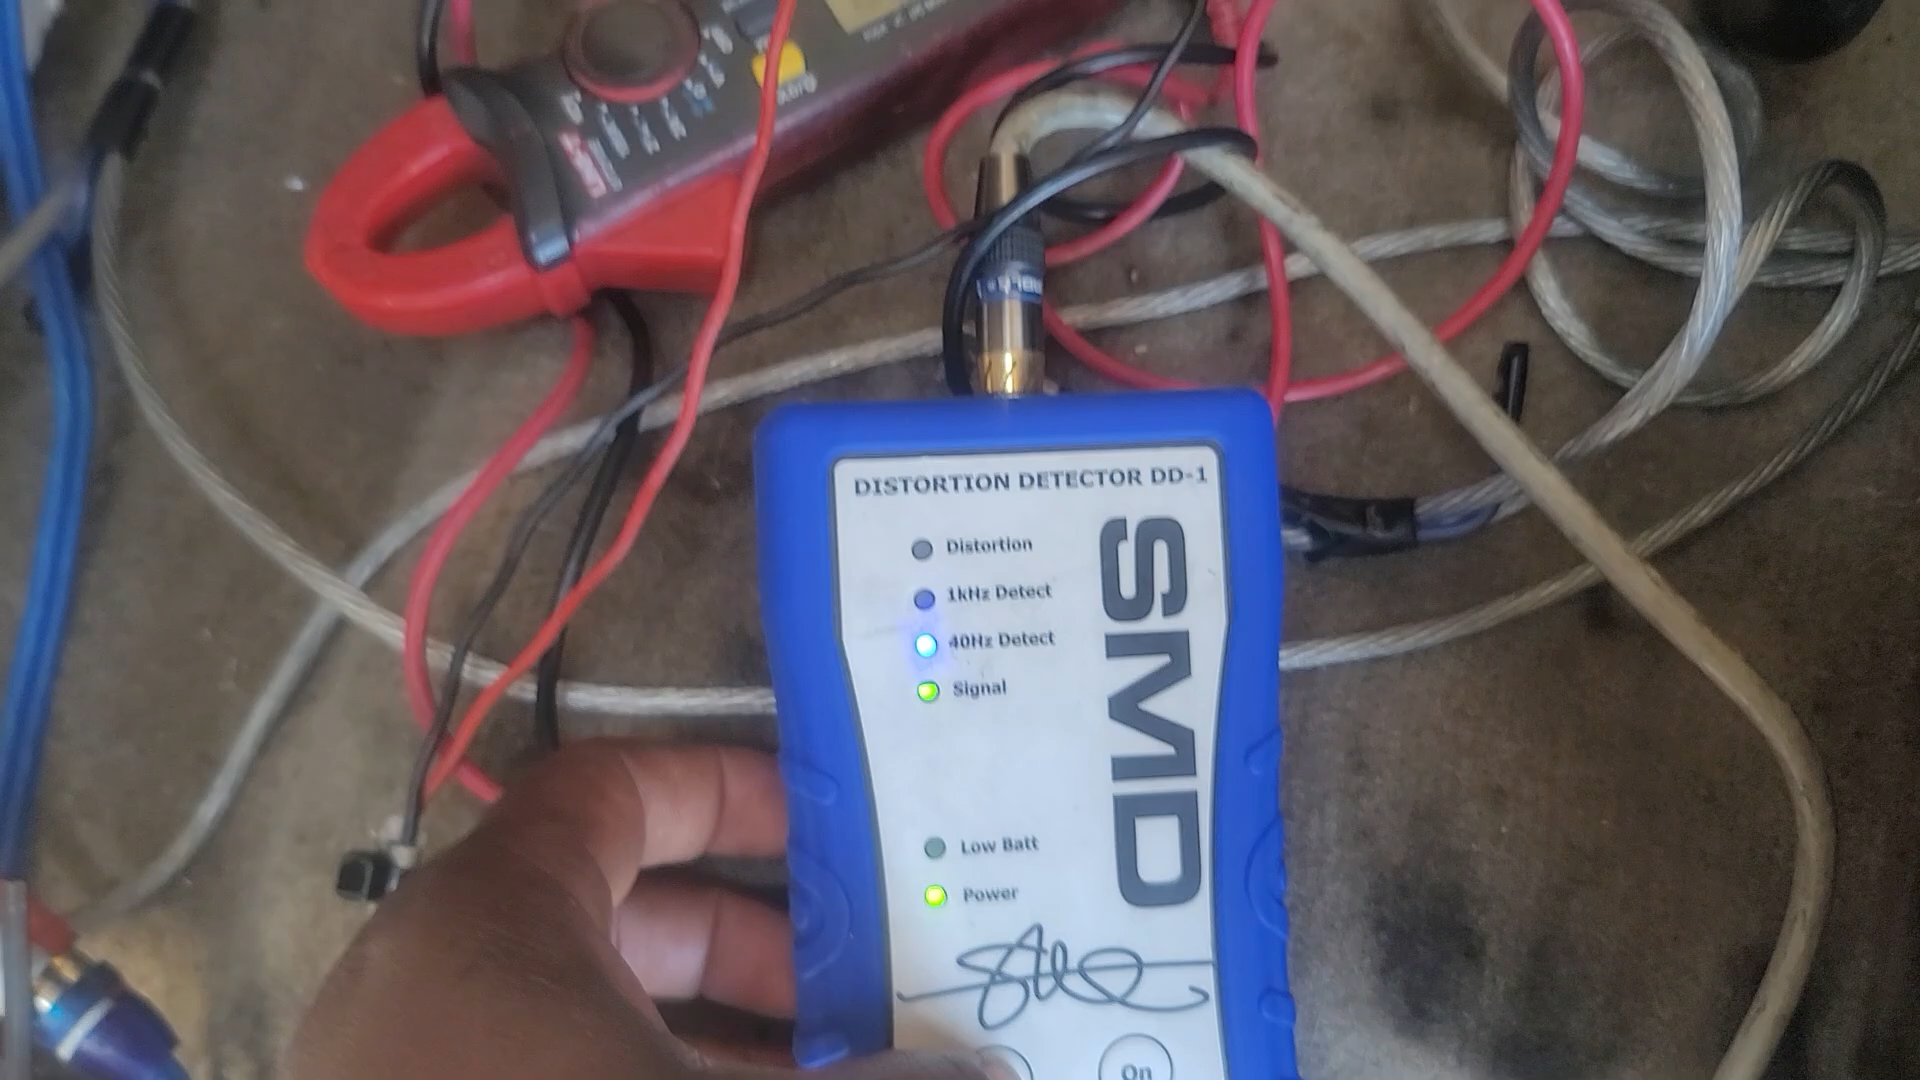 DISTORTION DETECTOR DD-1
Distortion
1kHz Detect
40Hz Detect
Signal
SMD
Low Batt
Power
On